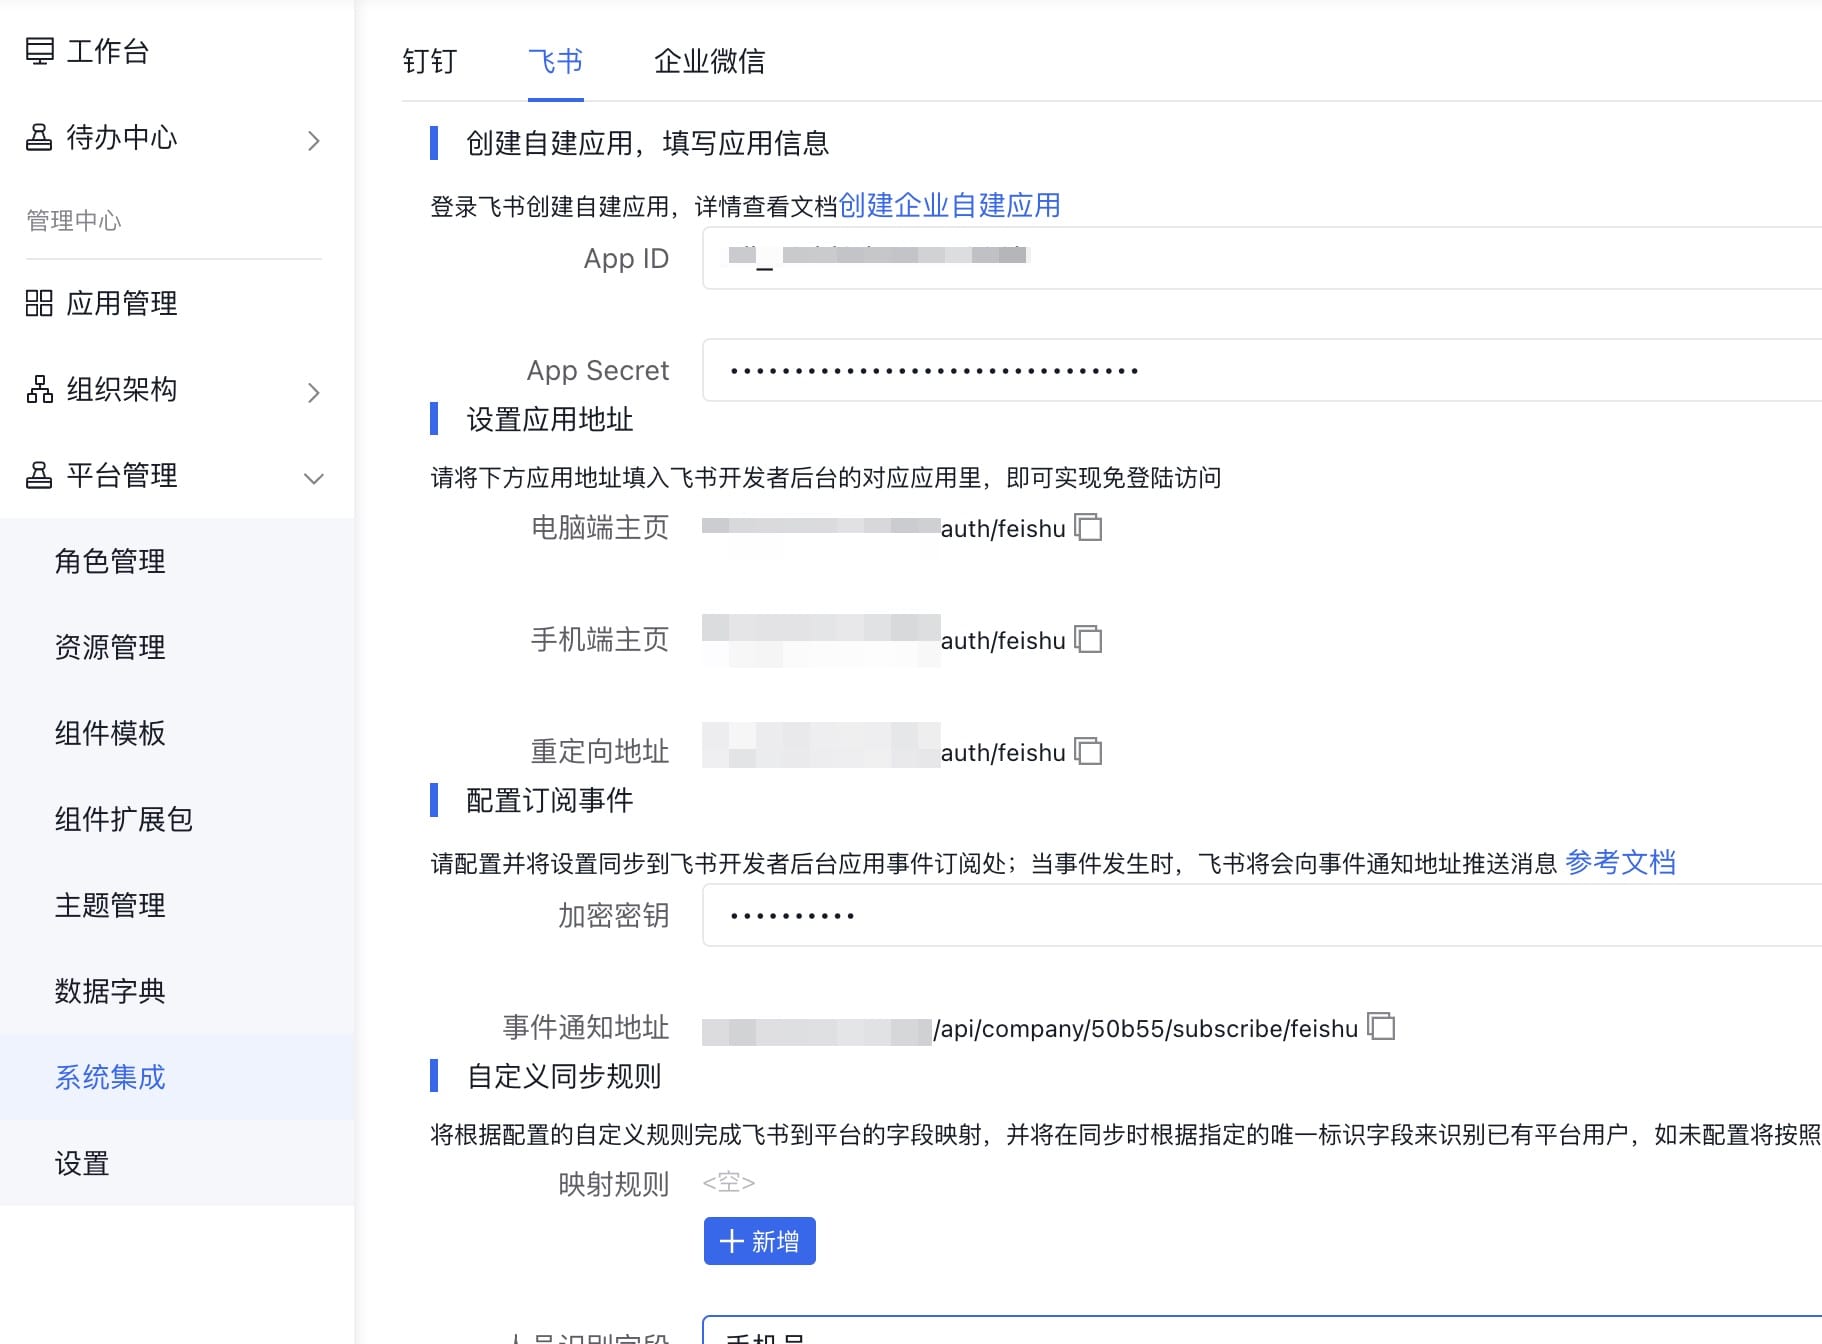 工作台
待办中心
管理中心
应用管理
组织架构
平台管理
角色管理
资源管理
组件模板
组件扩展包
主题管理
数据字典
系统集成
设置
钉钉 飞书 企业微信
创建自建应用，填写应用信息
登录飞书创建自建应用，详情查看文档创建企业自建应用
App ID
App Secret ••••••••••••••••••••••••••••••••
设置应用地址
请将下方应用地址填入飞书开发者后台的对应应用里，即可实现免登陆访问
电脑端主页 auth/feishu
手机端主页 auth/feishu
重定向地址 auth/feishu
配置订阅事件
请配置并将设置同步到飞书开发者后台应用事件订阅处；当事件发生时，飞书将会向事件通知地址推送消息 参考文档
加密密钥 ••••••••••
事件通知地址 /api/company/50b55/subscribe/feishu
自定义同步规则
将根据配置的自定义规则完成飞书到平台的字段映射，并将在同步时根据指定的唯一标识字段来识别已有平台用户，如未配置将按照
映射规则 <空>
新增
人员识别字段 手机号